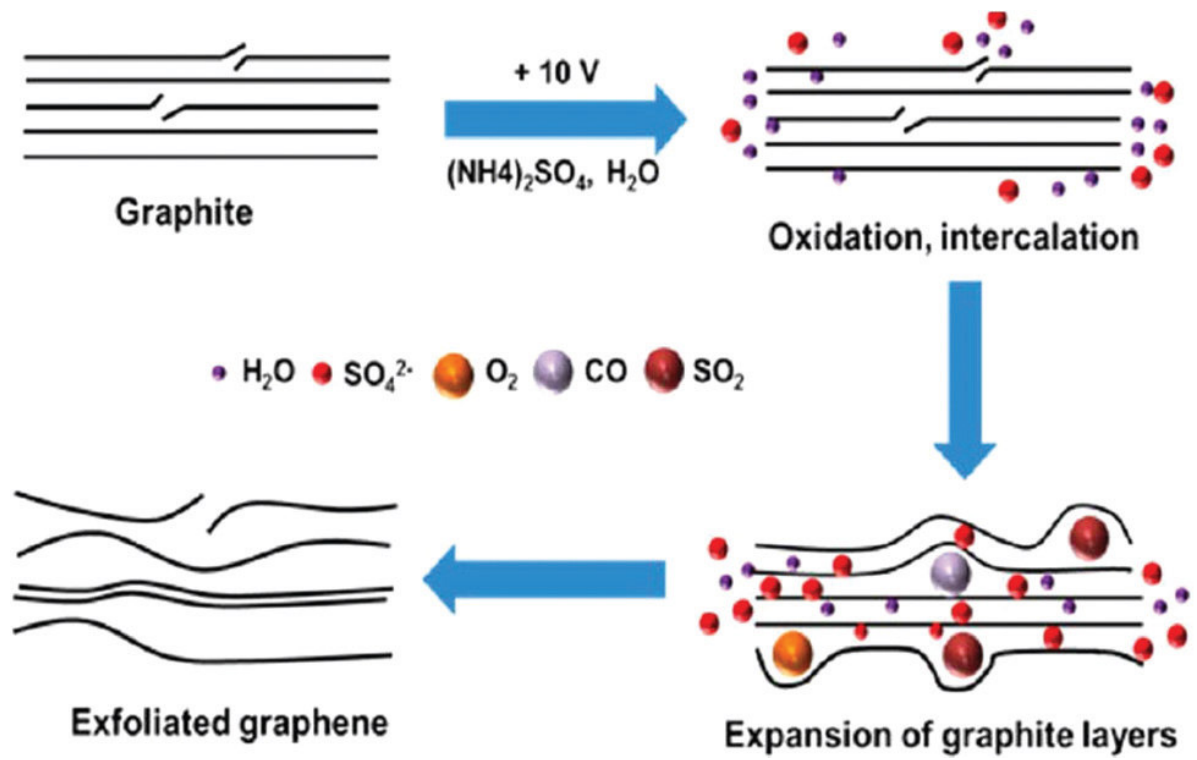 + 10 V
(NH4)₂SO₄, H₂O
Graphite
Oxidation, intercalation
H₂O SO₄²⁻ O₂ CO SO₂
Exfoliated graphene
Expansion of graphite layers